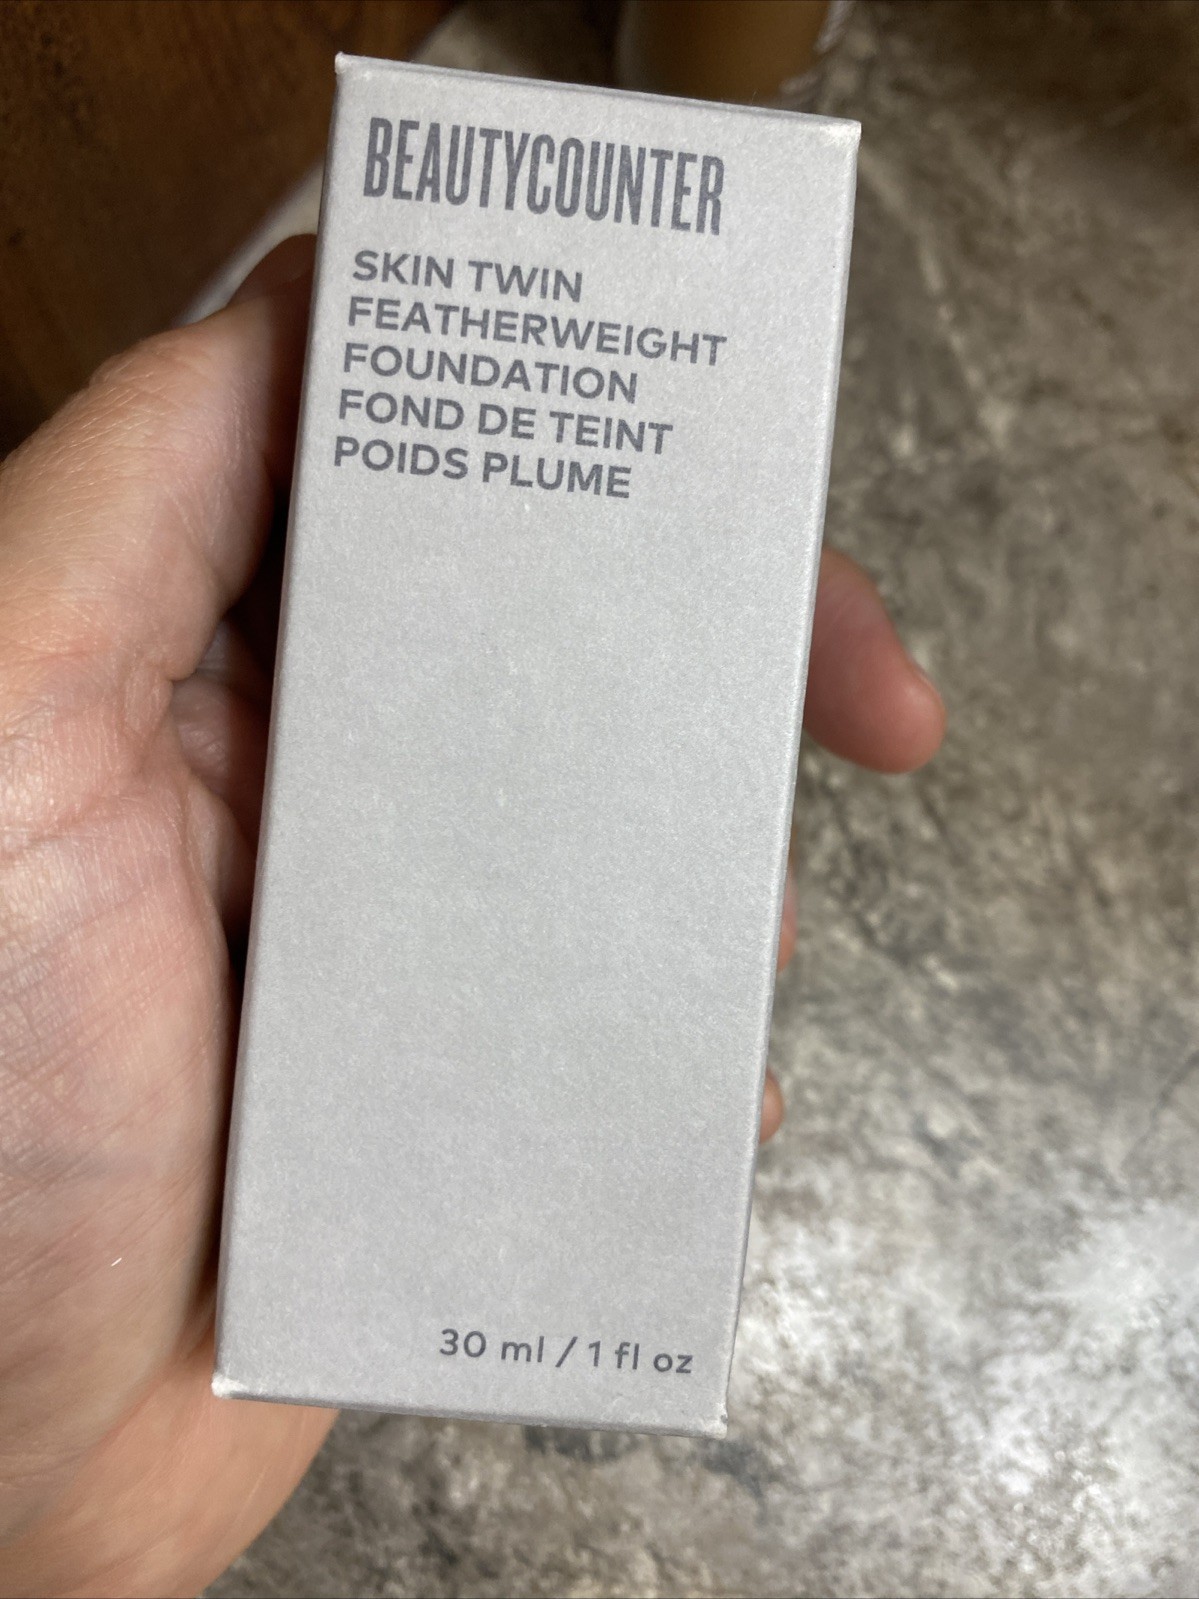 BEAUTYCOUNTER
SKIN TWIN
FEATHERWEIGHT
FOUNDATION
FOND DE TEINT
POIDS PLUME
30 ml / 1 fl oz